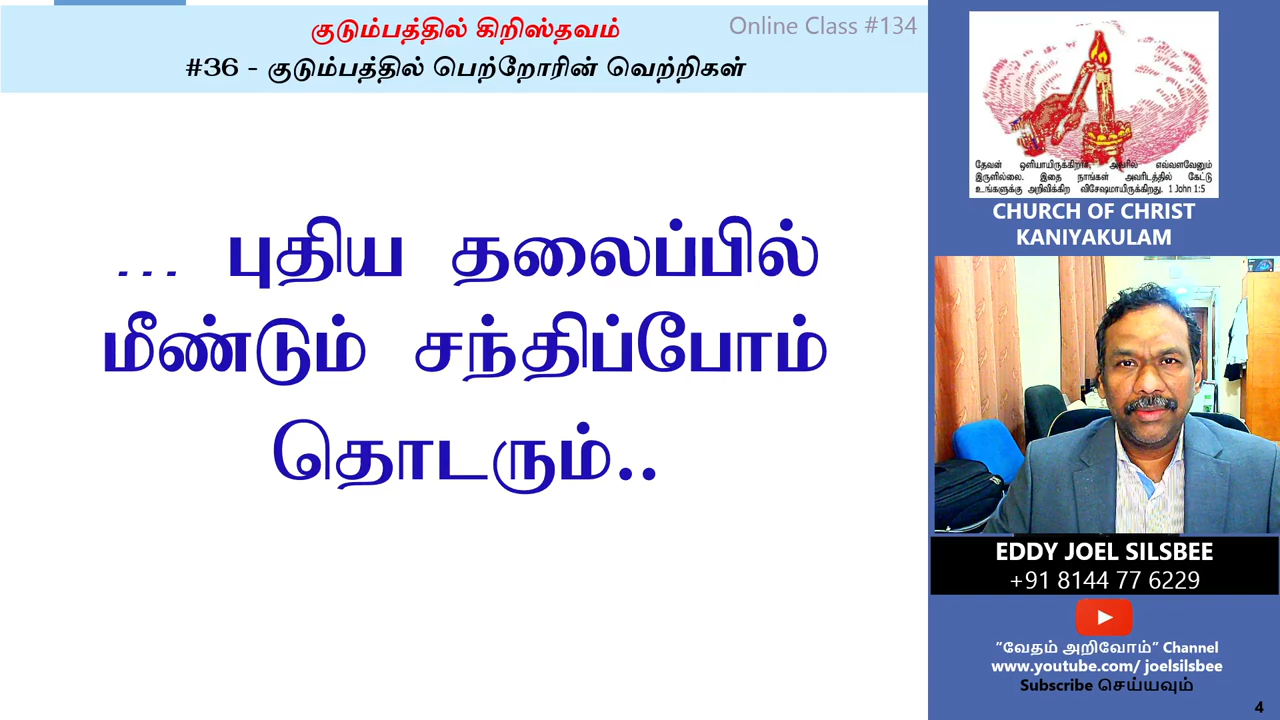 குடும்பத்தில் கிறிஸ்தவம்
Online Class #134
#36 - குடும்பத்தில் பெற்றோரின் வெற்றிகள்
... புதிய தலைப்பில்
மீண்டும் சந்திப்போம்
தொடரும்..
தேவன் ஒளியாயிருக்கிறார், அவரில் எவ்வளவேனும்
இருளில்லை. இதை நாங்கள் அவரிடத்தில் கேட்டு
உங்களுக்கு அறிவிக்கிற விசேஷமாயிருக்கிறது. 1 John 1:5
CHURCH OF CHRIST
KANIYAKULAM
EDDY JOEL SILSBEE
+91 8144 77 6229
"வேதம் அறிவோம்" Channel
www.youtube.com/ joelsilsbee
Subscribe செய்யவும்
4